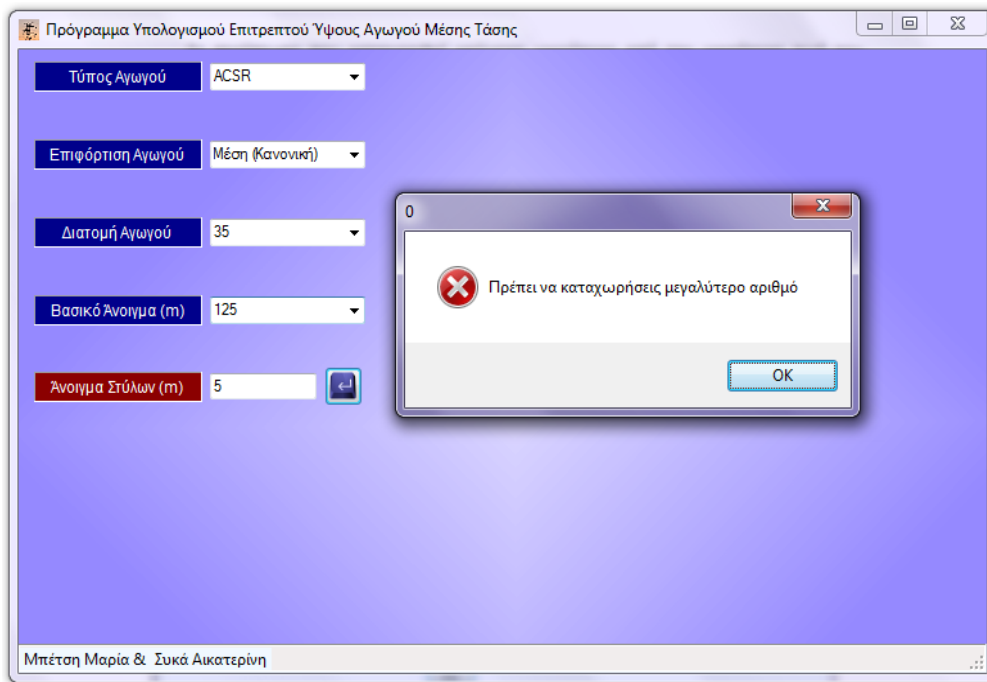 Πρόγραμμα Υπολογισμού Επιτρεπτού Ύψους Αγωγού Μέσης Τάσης
Τύπος Αγωγού ACSR
Επιφόρτιση Αγωγού Μέση (Κανονική)
0
Διατομή Αγωγού 35
Πρέπει να καταχωρήσεις μεγαλύτερο αριθμό
Βασικό Άνοιγμα (m) 125
OK
Άνοιγμα Στύλων (m) 5
Μπέτση Μαρία & Συκά Αικατερίνη